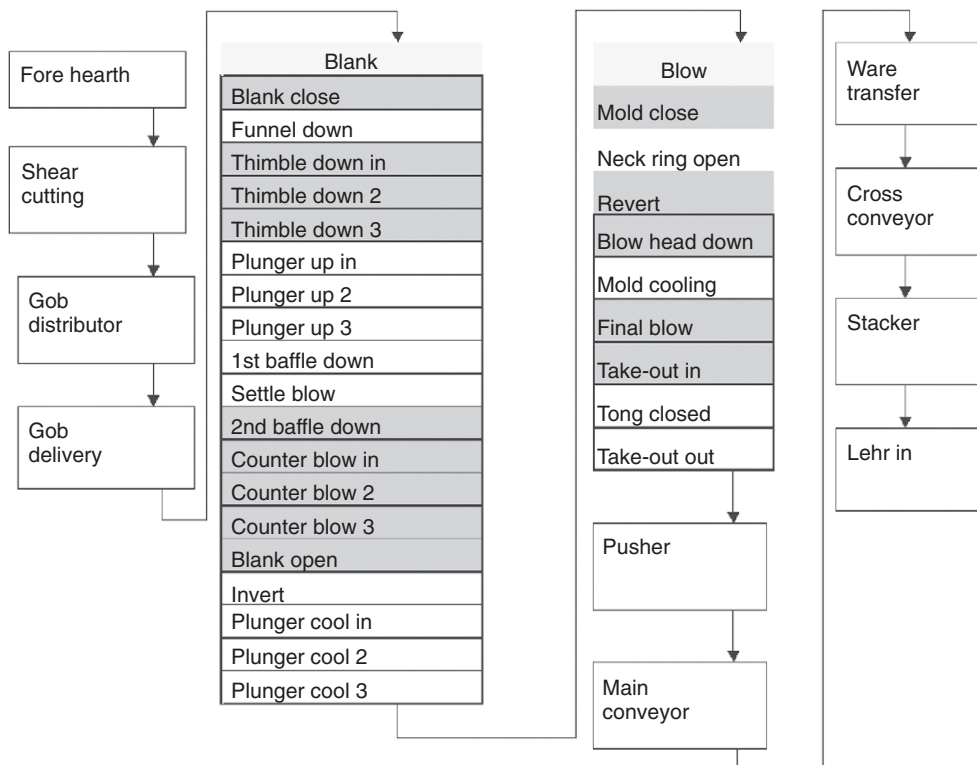 Fore hearth
Shear
cutting
Gob
distributor
Gob
delivery
Blank
Blank close
Funnel down
Thimble down in
Thimble down 2
Thimble down 3
Plunger up in
Plunger up 2
Plunger up 3
1st baffle down
Settle blow
2nd baffle down
Counter blow in
Counter blow 2
Counter blow 3
Blank open
Invert
Plunger cool in
Plunger cool 2
Plunger cool 3
Blow
Mold close
Neck ring open
Revert
Blow head down
Mold cooling
Final blow
Take-out in
Tong closed
Take-out out
Pusher
Main
conveyor
Ware
transfer
Cross
conveyor
Stacker
Lehr in